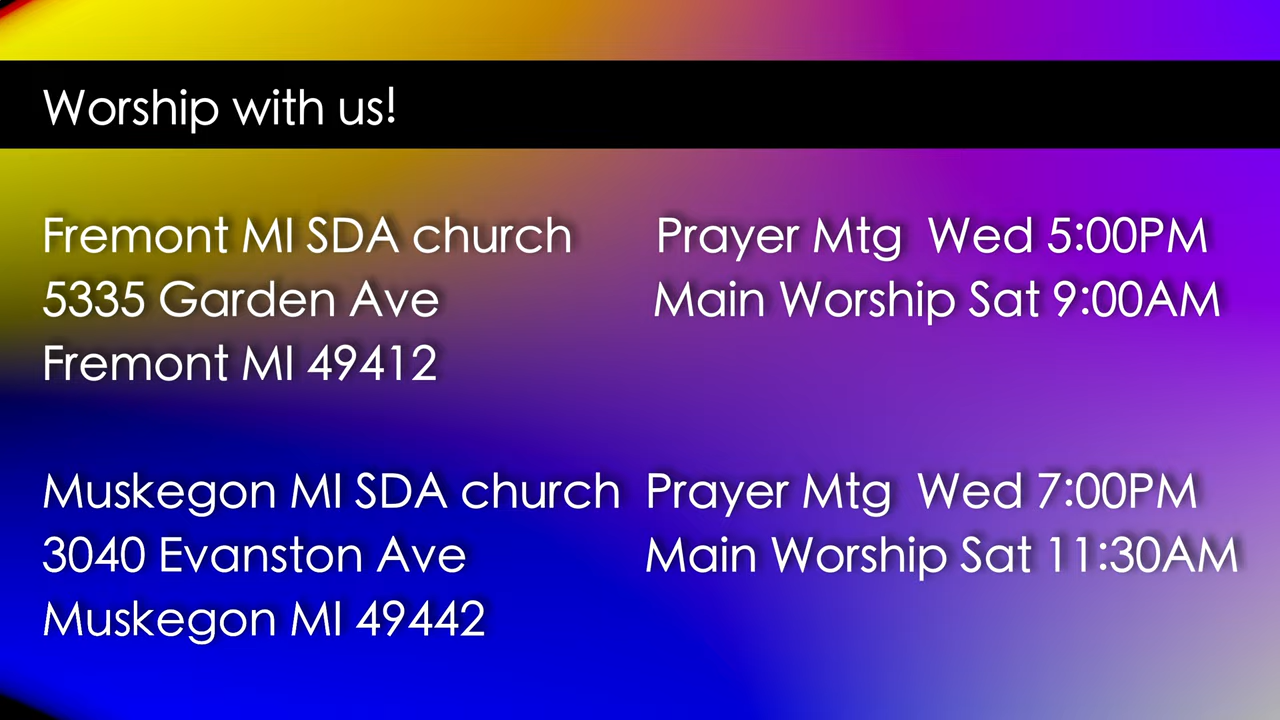 Worship with us!
Fremont MI SDA church Prayer Mtg Wed 5:00PM
5335 Garden Ave Main Worship Sat 9:00AM
Fremont MI 49412
Muskegon MI SDA church Prayer Mtg Wed 7:00PM
3040 Evanston Ave Main Worship Sat 11:30AM
Muskegon MI 49442